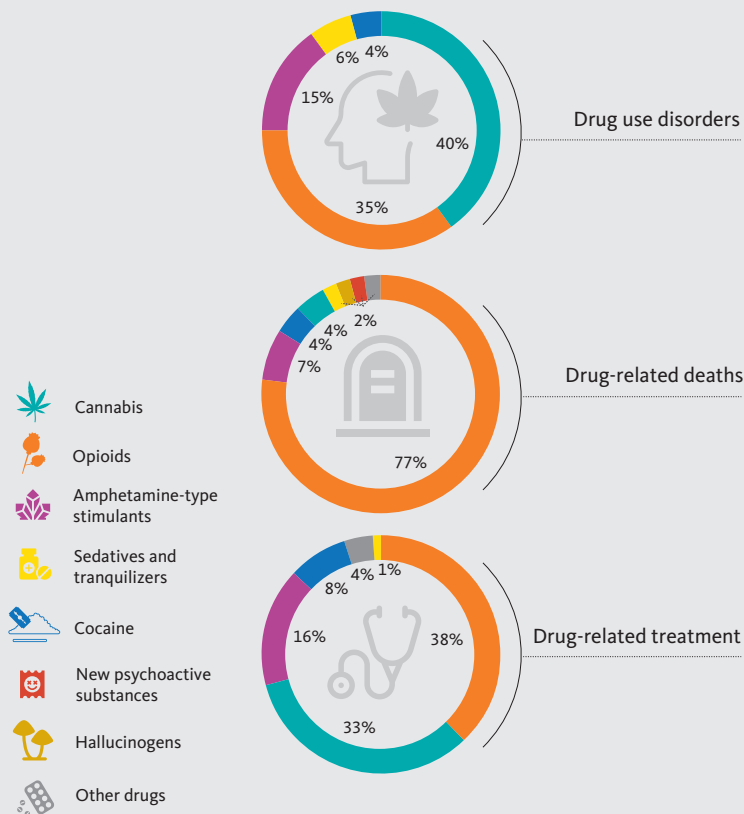 6% 4%
15%
40%
35%
Drug use disorders
4% 2%
4%
7%
77%
Drug-related deaths
Cannabis
Opioids
Amphetamine-type
stimulants
Sedatives and
tranquilizers
Cocaine
New psychoactive
substances
Hallucinogens
Other drugs
4% 1%
8%
16%
38%
33%
Drug-related treatment